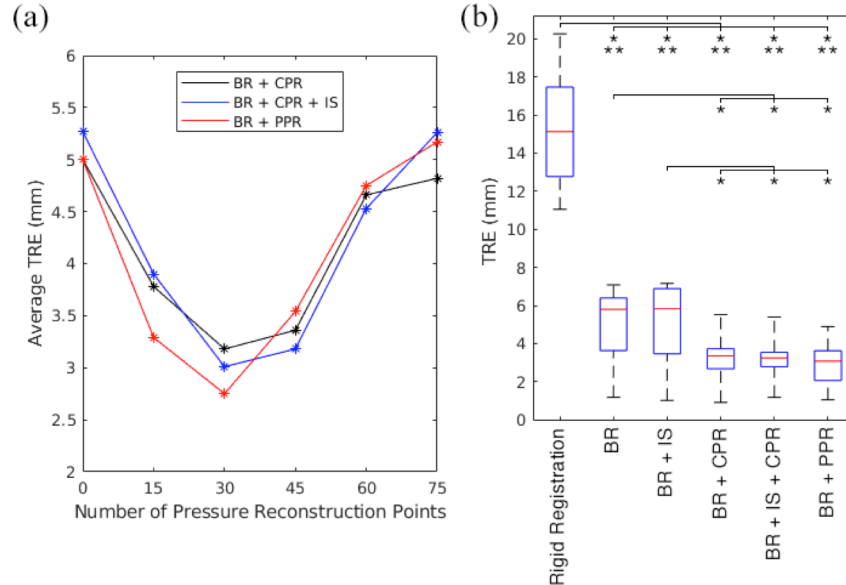 (a)
6
5.5
5
4.5
4
3.5
3
2.5
2
Average TRE (mm)
BR + CPR
BR + CPR + IS
BR + PPR
0 15 30 45 60 75
Number of Pressure Reconstruction Points
(b)
20
18
16
14
12
10
8
6
4
2
0
TRE (mm)
* * * * *
** ** ** ** **
* * *
* * *
Rigid Registration
BR
BR + IS
BR + CPR
BR + IS + CPR
BR + PPR